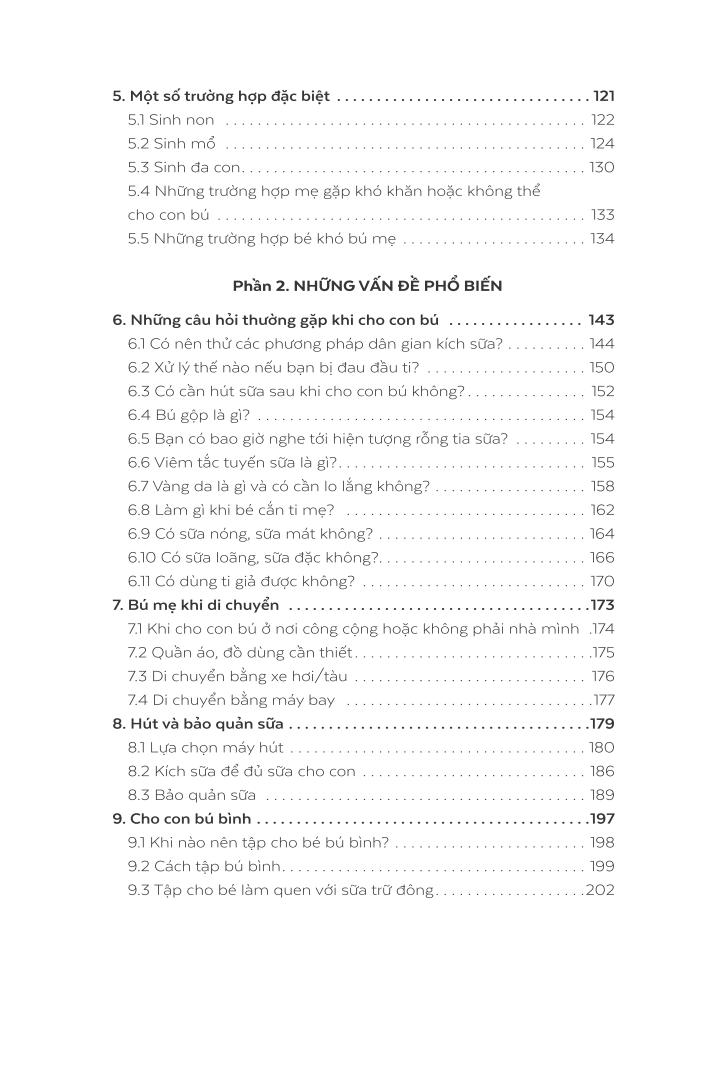 5. Một số trường hợp đặc biệt ................................ 121
5.1 Sinh non ............................................. 122
5.2 Sinh mổ ............................................. 124
5.3 Sinh đa con........................................... 130
5.4 Những trường hợp mẹ gặp khó khăn hoặc không thể
cho con bú .............................................. 133
5.5 Những trường hợp bé khó bú mẹ ....................... 134
Phần 2. NHỮNG VẤN ĐỀ PHỔ BIẾN
6. Những câu hỏi thường gặp khi cho con bú ................. 143
6.1 Có nên thử các phương pháp dân gian kích sữa? .......... 144
6.2 Xử lý thế nào nếu bạn bị đau đầu ti? .................... 150
6.3 Có cần hút sữa sau khi cho con bú không?............... 152
6.4 Bú gộp là gì? ......................................... 154
6.5 Bạn có bao giờ nghe tới hiện tượng rỗng tia sữa? ......... 154
6.6 Viêm tắc tuyến sữa là gì?............................... 155
6.7 Vàng da là gì và có cần lo lắng không? ................... 158
6.8 Làm gì khi bé cắn ti mẹ? .............................. 162
6.9 Có sữa nóng, sữa mát không? .......................... 164
6.10 Có sữa loãng, sữa đặc không?.......................... 166
6.11 Có dùng ti giả được không? ............................ 170
7. Bú mẹ khi di chuyển ......................................173
7.1 Khi cho con bú ở nơi công cộng hoặc không phải nhà mình .174
7.2 Quần áo, đồ dùng cần thiết..............................175
7.3 Di chuyển bằng xe hơi/tàu ............................. 176
7.4 Di chuyển bằng máy bay ...............................177
8. Hút và bảo quản sữa ......................................179
8.1 Lựa chọn máy hút ..................................... 180
8.2 Kích sữa để đủ sữa cho con ............................ 186
8.3 Bảo quản sữa ........................................ 189
9. Cho con bú bình ..........................................197
9.1 Khi nào nên tập cho bé bú bình? ........................ 198
9.2 Cách tập bú bình...................................... 199
9.3 Tập cho bé làm quen với sữa trữ đông...................202